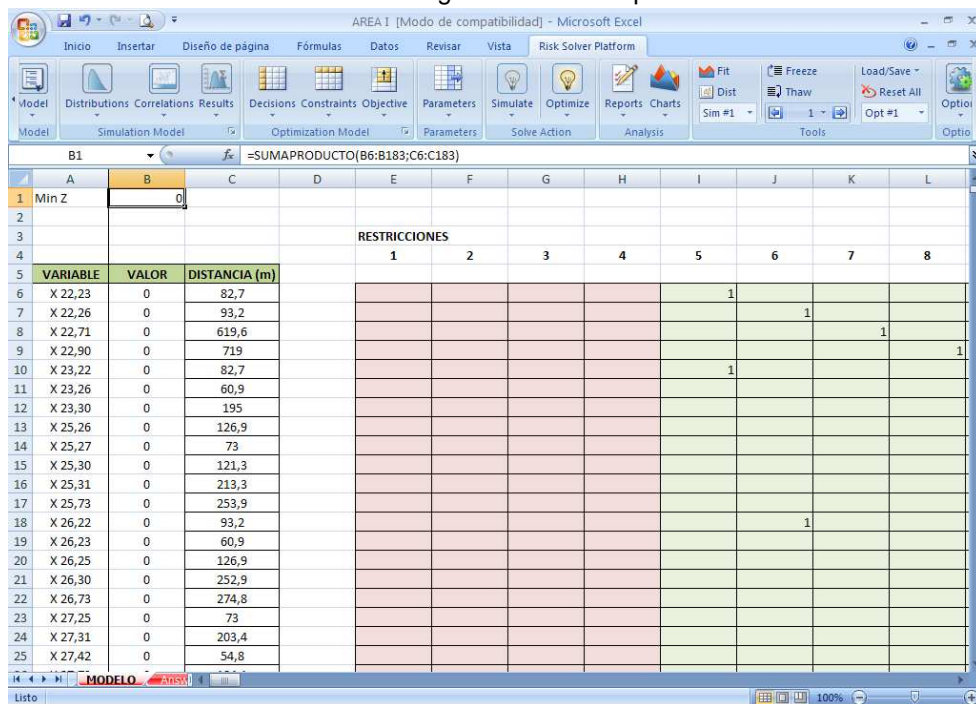 AREA I [Modo de compatibilidad] - Microsoft Excel
Inicio Insertar Diseño de página Fórmulas Datos Revisar Vista Risk Solver Platform
Model Distributions Correlations Results Decisions Constraints Objective Parameters Simulate Optimize Reports Charts
Fit Freeze Load/Save
Dist Thaw Reset All
Sim #1 1 Opt #1
Model Simulation Model Optimization Model Parameters Solve Action Analysis Tools
B1 fx =SUMAPRODUCTO(B6:B183;C6:C183)
A B C D E F G H I J K L
1 Min Z 0
2
3 RESTRICCIONES
4 1 2 3 4 5 6 7 8
5 VARIABLE VALOR DISTANCIA (m)
6 X 22,23 0 82,7 1
7 X 22,26 0 93,2 1
8 X 22,71 0 619,6 1
9 X 22,90 0 719 1
10 X 23,22 0 82,7 1
11 X 23,26 0 60,9
12 X 23,30 0 195
13 X 25,26 0 126,9
14 X 25,27 0 73
15 X 25,30 0 121,3
16 X 25,31 0 213,3
17 X 25,73 0 253,9
18 X 26,22 0 93,2 1
19 X 26,23 0 60,9
20 X 26,25 0 126,9
21 X 26,30 0 252,9
22 X 26,73 0 274,8
23 X 27,25 0 73
24 X 27,31 0 203,4
25 X 27,42 0 54,8
MODELO
Listo 100%